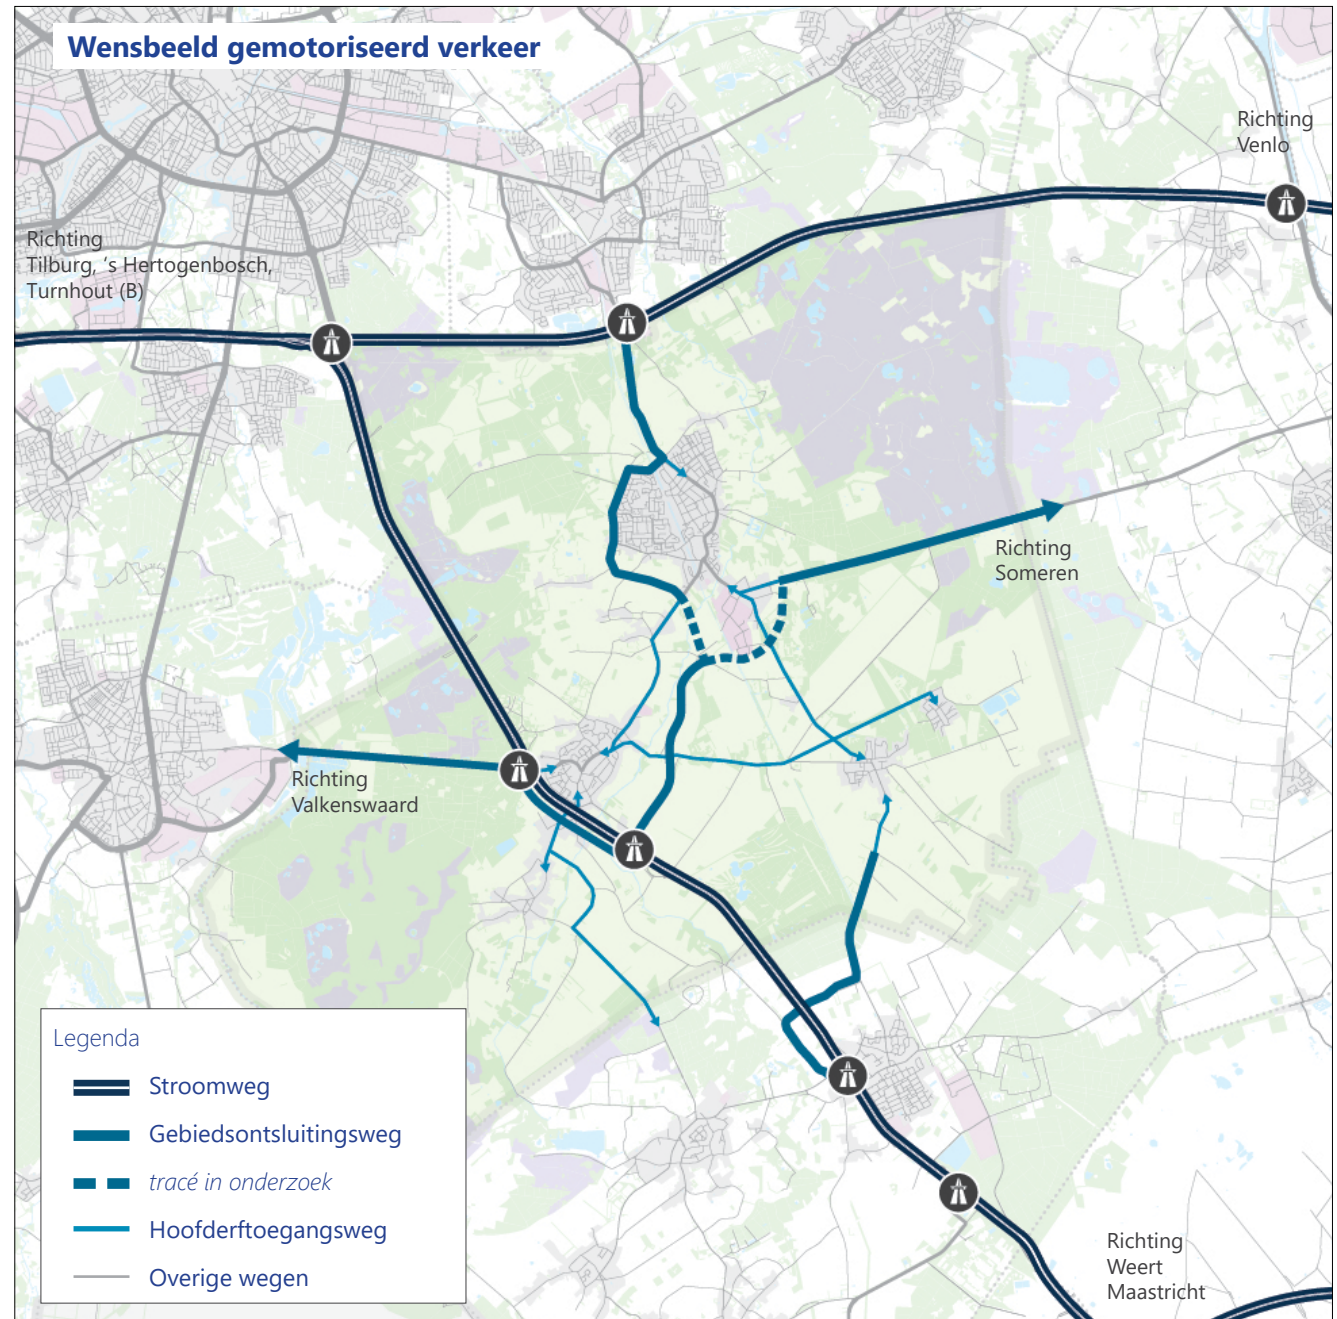 Wensbeeld gemotoriseerd verkeer
Richting
Venlo
Richting
Tilburg, ‘s Hertogenbosch,
Turnhout (B)
Richting
Someren
Richting
Valkenswaard
Legenda
Stroomweg
Gebiedsontsluitingsweg
tracé in onderzoek
Hoofderftoegangsweg
Overige wegen
Richting
Weert
Maastricht